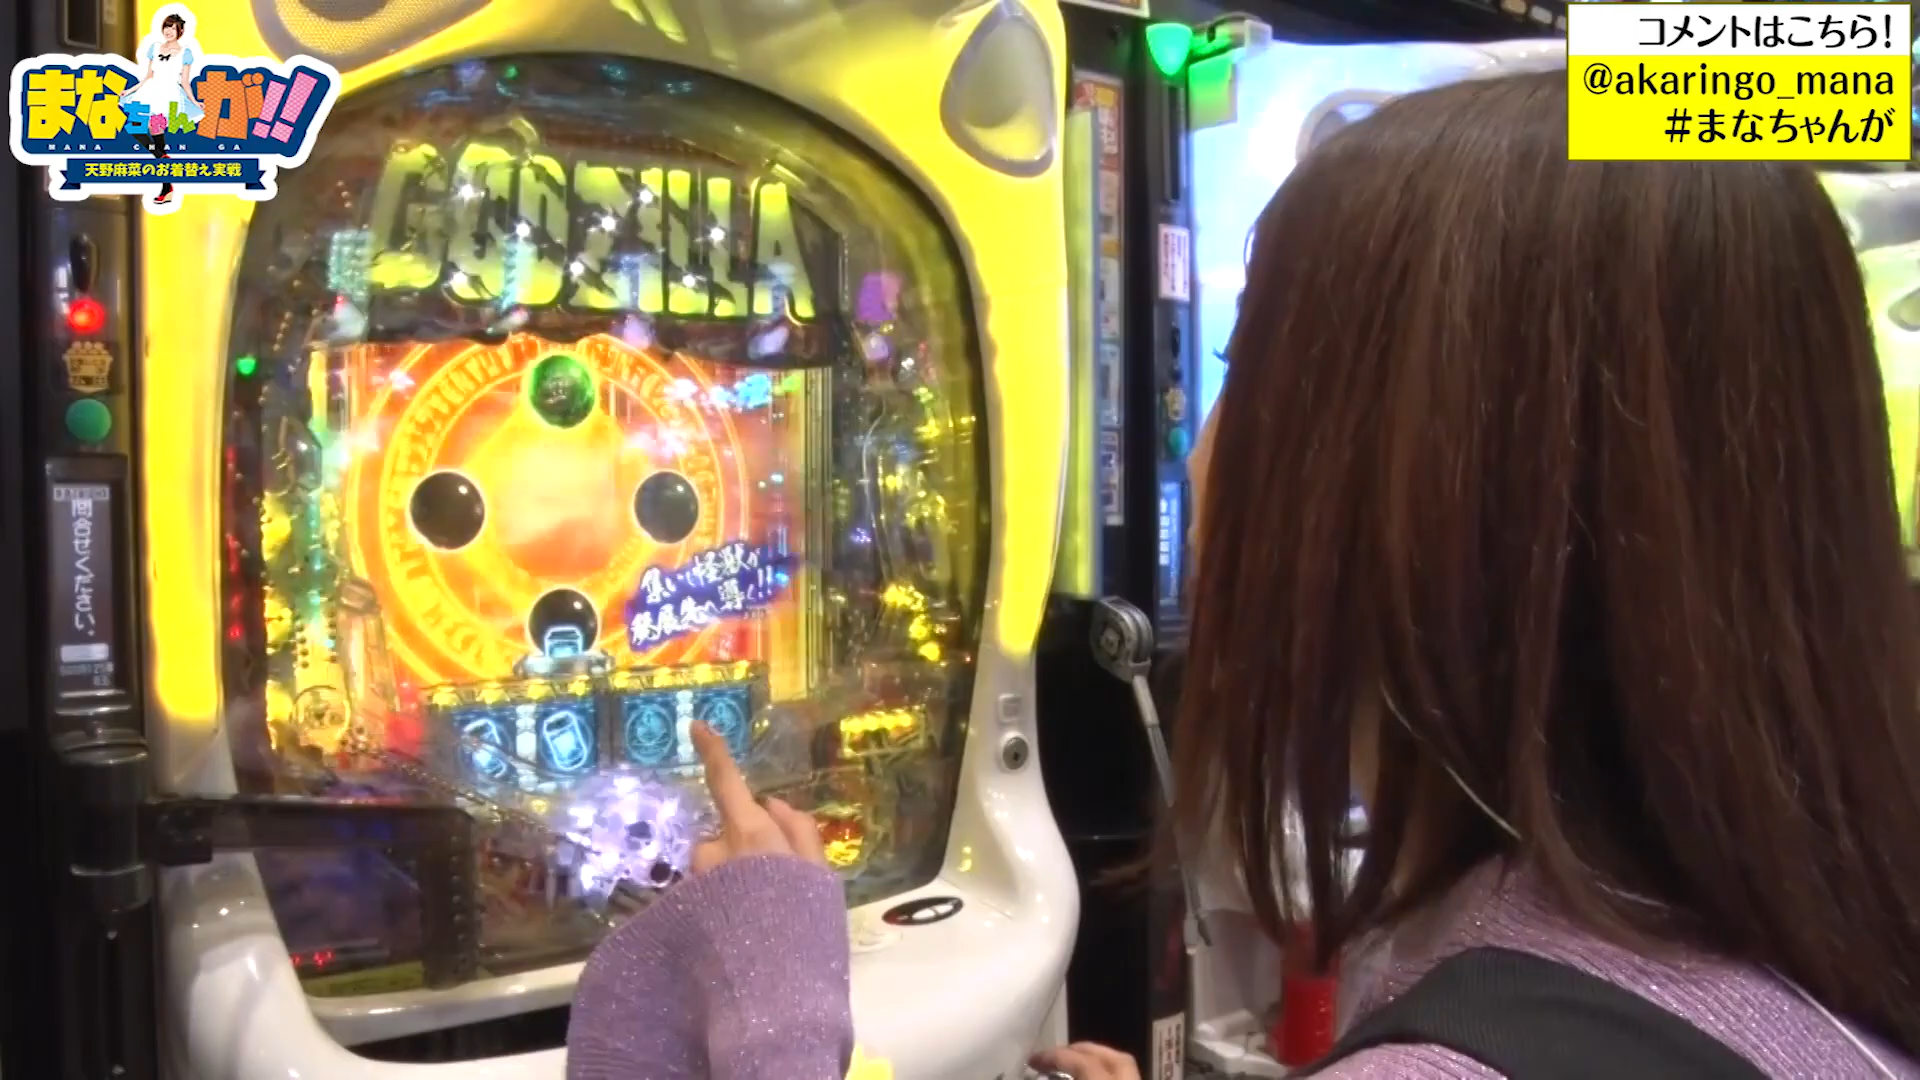 まなちゃんが!!
MANA CHAN GA
天野麻菜のお着替え実戦
コメントはこちら!
@akaringo_mana
#まなちゃんが
GODZILLA
集いし怪獣が
発展先へ導く!!
問合せください。